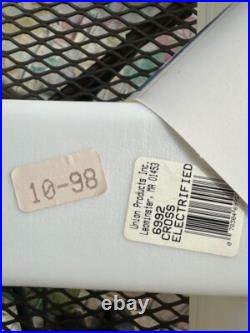 10-98
Union Products Inc.
Leominster, MA 01453
6992
CROSS
ELECTRIFIED